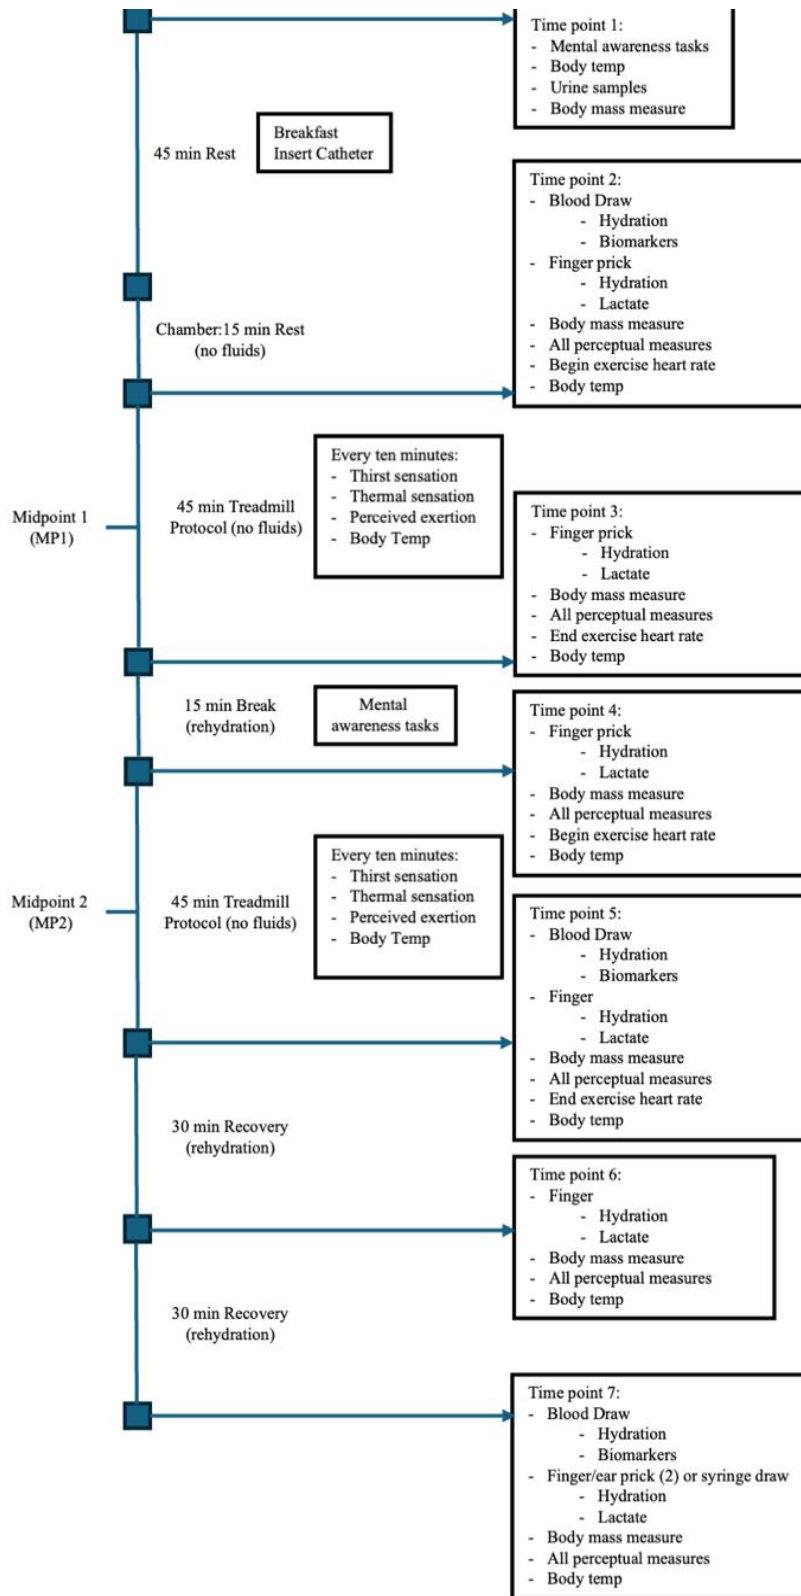 Time point 1:
- Mental awareness tasks
- Body temp
- Urine samples
- Body mass measure
45 min Rest
Breakfast
Insert Catheter
Time point 2:
- Blood Draw
- Hydration
- Biomarkers
- Finger prick
- Hydration
- Lactate
- Body mass measure
- All perceptual measures
- Begin exercise heart rate
- Body temp
Chamber:15 min Rest
(no fluids)
Midpoint 1
(MP1)
45 min Treadmill
Protocol (no fluids)
Every ten minutes:
- Thirst sensation
- Thermal sensation
- Perceived exertion
- Body Temp
Time point 3:
- Finger prick
- Hydration
- Lactate
- Body mass measure
- All perceptual measures
- End exercise heart rate
- Body temp
15 min Break
(rehydration)
Mental
awareness tasks
Time point 4:
- Finger prick
- Hydration
- Lactate
- Body mass measure
- All perceptual measures
- Begin exercise heart rate
- Body temp
Midpoint 2
(MP2)
45 min Treadmill
Protocol (no fluids)
Every ten minutes:
- Thirst sensation
- Thermal sensation
- Perceived exertion
- Body Temp
Time point 5:
- Blood Draw
- Hydration
- Biomarkers
- Finger
- Hydration
- Lactate
- Body mass measure
- All perceptual measures
- End exercise heart rate
- Body temp
30 min Recovery
(rehydration)
Time point 6:
- Finger
- Hydration
- Lactate
- Body mass measure
- All perceptual measures
- Body temp
30 min Recovery
(rehydration)
Time point 7:
- Blood Draw
- Hydration
- Biomarkers
- Finger/ear prick (2) or syringe draw
- Hydration
- Lactate
- Body mass measure
- All perceptual measures
- Body temp